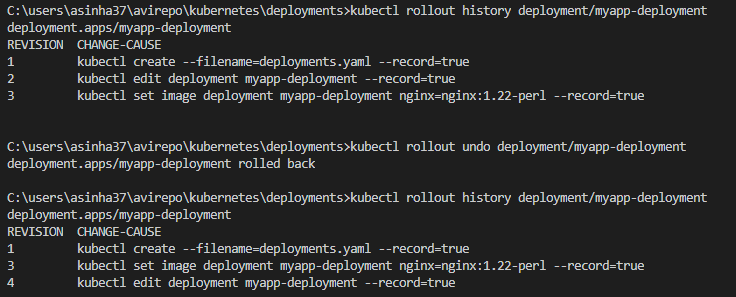 C:\users\asinha37\avirepo\kubernetes\deployments>kubectl rollout history deployment/myapp-deployment
deployment.apps/myapp-deployment
REVISION  CHANGE-CAUSE
1         kubectl create --filename=deployments.yaml --record=true
2         kubectl edit deployment myapp-deployment --record=true
3         kubectl set image deployment myapp-deployment nginx=nginx:1.22-perl --record=true
C:\users\asinha37\avirepo\kubernetes\deployments>kubectl rollout undo deployment/myapp-deployment
deployment.apps/myapp-deployment rolled back
C:\users\asinha37\avirepo\kubernetes\deployments>kubectl rollout history deployment/myapp-deployment
deployment.apps/myapp-deployment
REVISION  CHANGE-CAUSE
1         kubectl create --filename=deployments.yaml --record=true
3         kubectl set image deployment myapp-deployment nginx=nginx:1.22-perl --record=true
4         kubectl edit deployment myapp-deployment --record=true